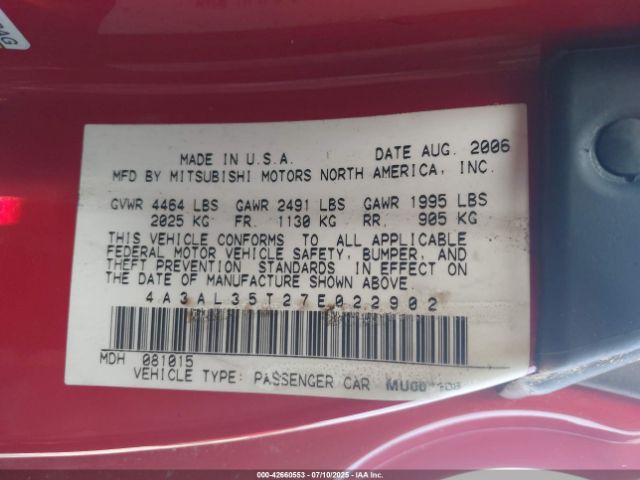 MADE IN U.S.A. DATE AUG. 2006
MFD BY MITSUBISHI MOTORS NORTH AMERICA, INC.
GVWR 4464 LBS GAWR 2491 LBS GAWR 1995 LBS
2025 KG FR. 1130 KG RR. 905 KG
THIS VEHICLE CONFORMS TO ALL APPLICABLE
FEDERAL MOTOR VEHICLE SAFETY, BUMPER, AND
THEFT PREVENTION STANDARDS IN EFFECT ON
THE DATE OF MANUFACTURE SHOWN ABOVE.
4A3AL35T27E022902
MDH 081015
VEHICLE TYPE: PASSENGER CAR
000-42660553 - 07/10/2025 - IAA Inc.